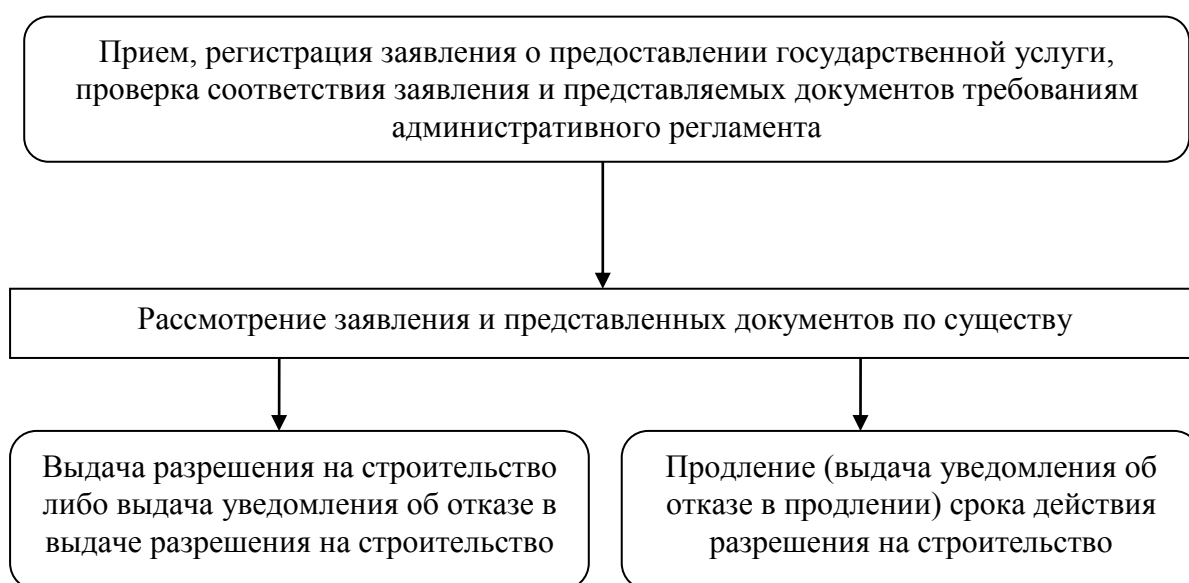 Прием, регистрация заявления о предоставлении государственной услуги,
проверка соответствия заявления и представляемых документов требованиям
административного регламента
Рассмотрение заявления и представленных документов по существу
Выдача разрешения на строительство
либо выдача уведомления об отказе в
выдаче разрешения на строительство
Продление (выдача уведомления об
отказе в продлении) срока действия
разрешения на строительство